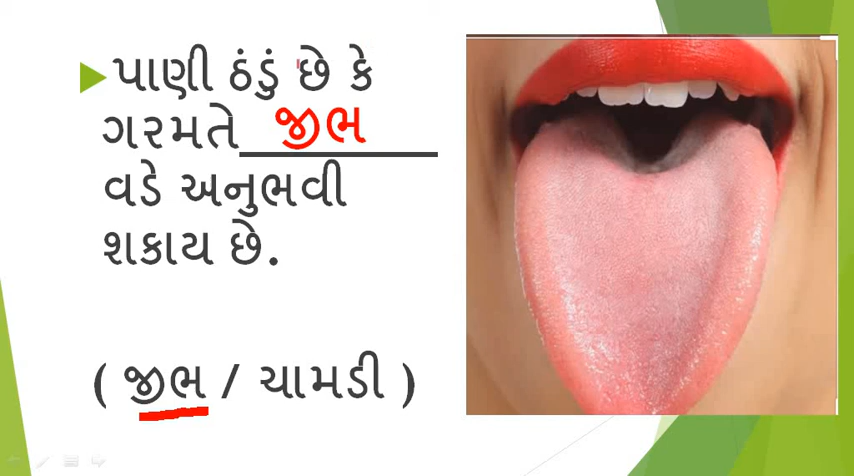 પાણી ઠંડું છે કે
ગરમતે જીભ
વડે અનુભવી
શકાય છે.
( જીભ / ચામડી )